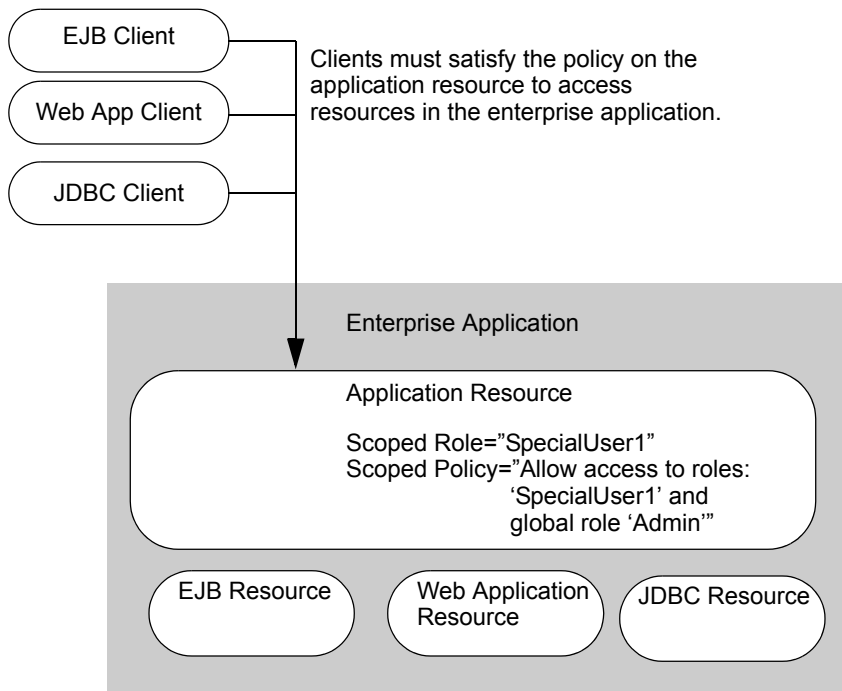 EJB Client
Web App Client
JDBC Client
Clients must satisfy the policy on the
application resource to access
resources in the enterprise application.
Enterprise Application
Application Resource
Scoped Role=”SpecialUser1”
Scoped Policy=”Allow access to roles:
‘SpecialUser1’ and
global role ‘Admin’”
EJB Resource
Web Application
Resource
JDBC Resource